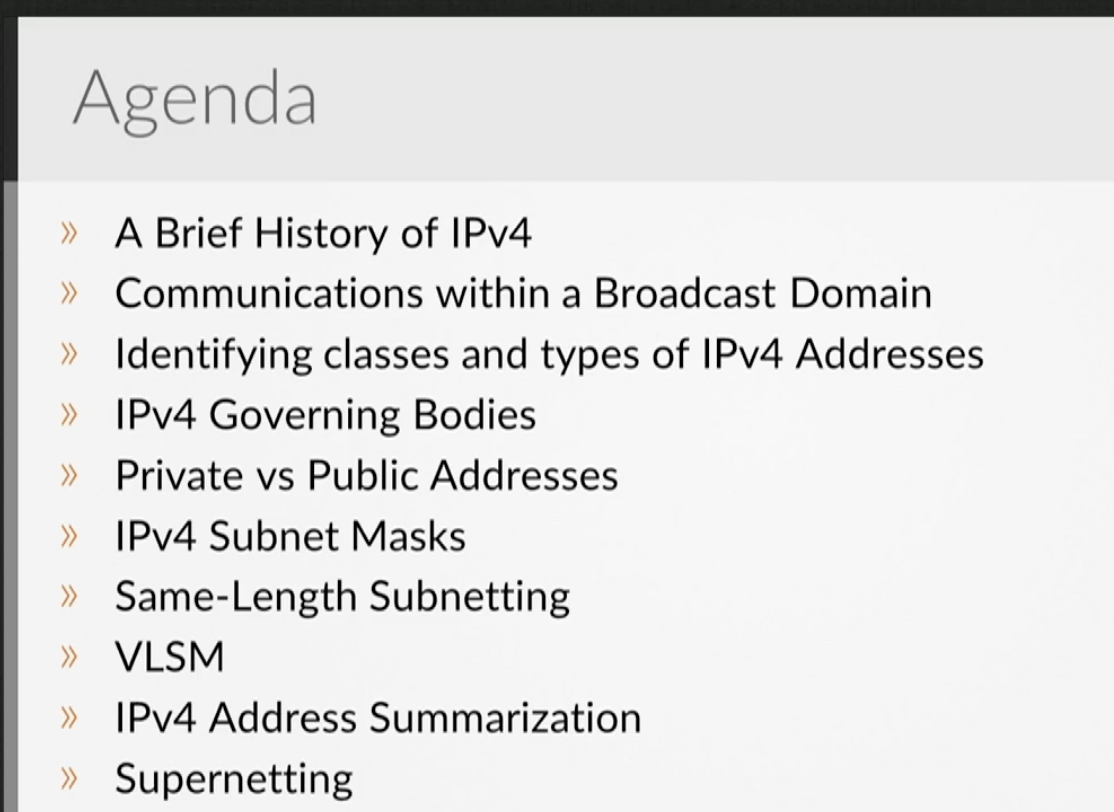 Agenda
» A Brief History of IPv4
» Communications within a Broadcast Domain
» Identifying classes and types of IPv4 Addresses
» IPv4 Governing Bodies
» Private vs Public Addresses
» IPv4 Subnet Masks
» Same-Length Subnetting
» VLSM
» IPv4 Address Summarization
» Supernetting